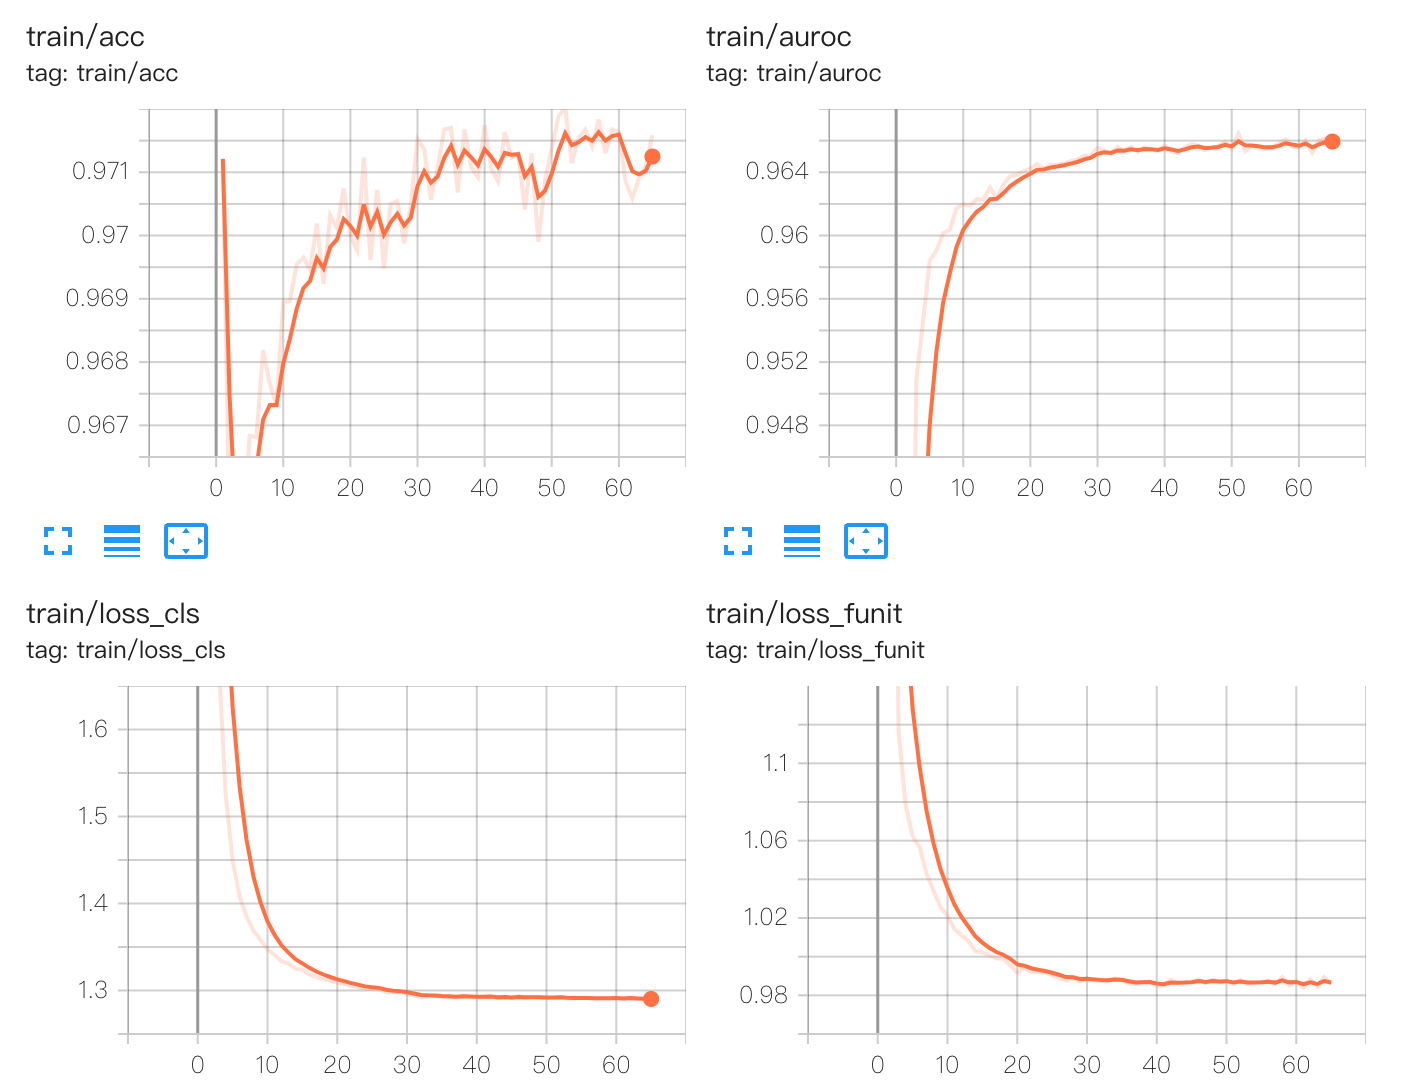 train/acc
tag: train/acc
0.971
0.97
0.969
0.968
0.967
0 10 20 30 40 50 60
train/auroc
tag: train/auroc
0.964
0.96
0.956
0.952
0.948
0 10 20 30 40 50 60
train/loss_cls
tag: train/loss_cls
1.6
1.5
1.4
1.3
0 10 20 30 40 50 60
train/loss_funit
tag: train/loss_funit
1.1
1.06
1.02
0.98
0 10 20 30 40 50 60